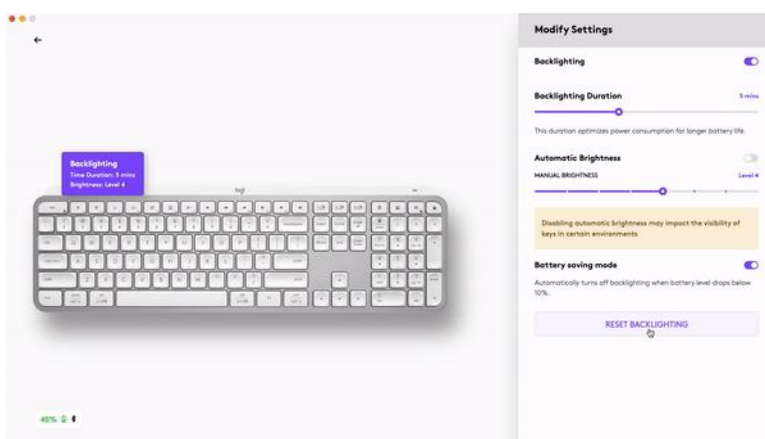 Modify Settings
Backlighting
Backlighting Duration
5 mins
This duration optimizes power consumption for longer battery life.
Automatic Brightness
MANUAL BRIGHTNESS
Level 4
Disabling automatic brightness may impact the visibility of
keys in certain environments
Battery saving mode
Automatically turns off backlighting when battery level drops below
10%.
RESET BACKLIGHTING
Backlighting
Time Duration: 5 mins
Brightness: Level 4
logi
45%